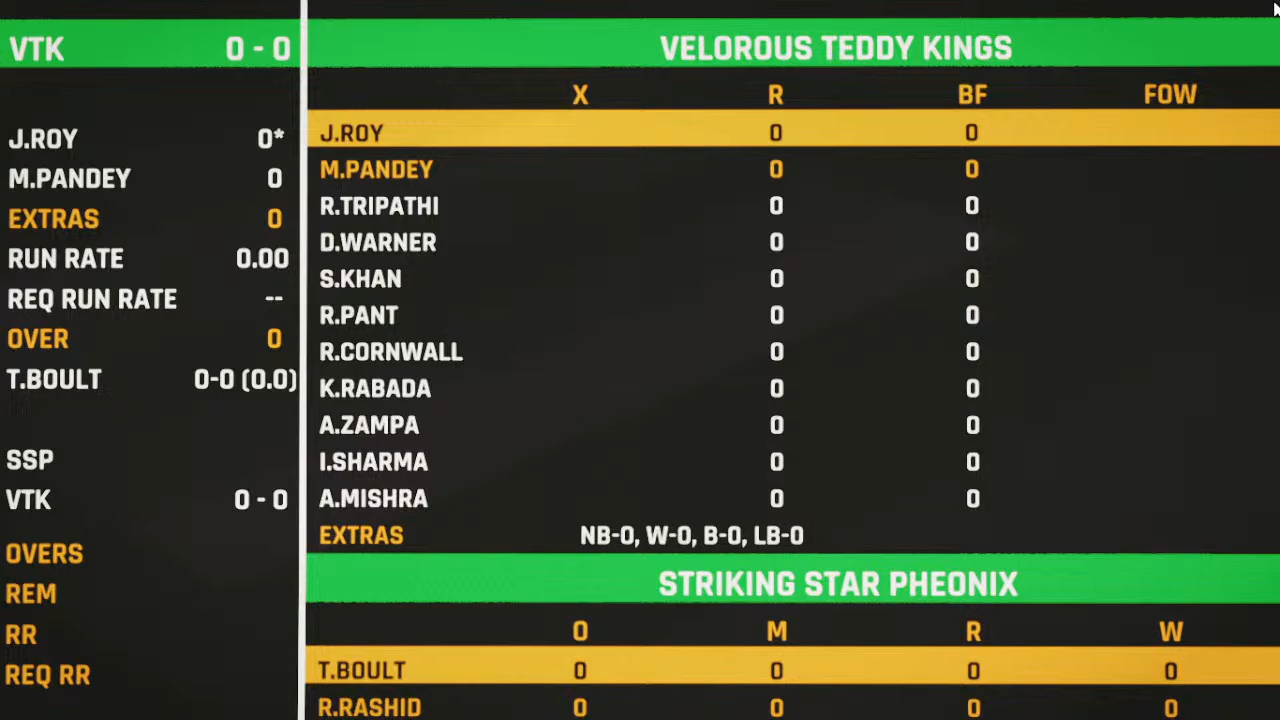 VTK 0 - 0
J.ROY 0*
M.PANDEY 0
EXTRAS 0
RUN RATE 0.00
REQ RUN RATE --
OVER 0
T.BOULT 0-0 (0.0)
SSP
VTK 0 - 0
OVERS
REM
RR
REQ RR
VELOROUS TEDDY KINGS
X R BF FOW
J.ROY 0 0
M.PANDEY 0 0
R.TRIPATHI 0 0
D.WARNER 0 0
S.KHAN 0 0
R.PANT 0 0
R.CORNWALL 0 0
K.RABADA 0 0
A.ZAMPA 0 0
I.SHARMA 0 0
A.MISHRA 0 0
EXTRAS NB-0, W-0, B-0, LB-0
STRIKING STAR PHEONIX
O M R W
T.BOULT 0 0 0 0
R.RASHID 0 0 0 0